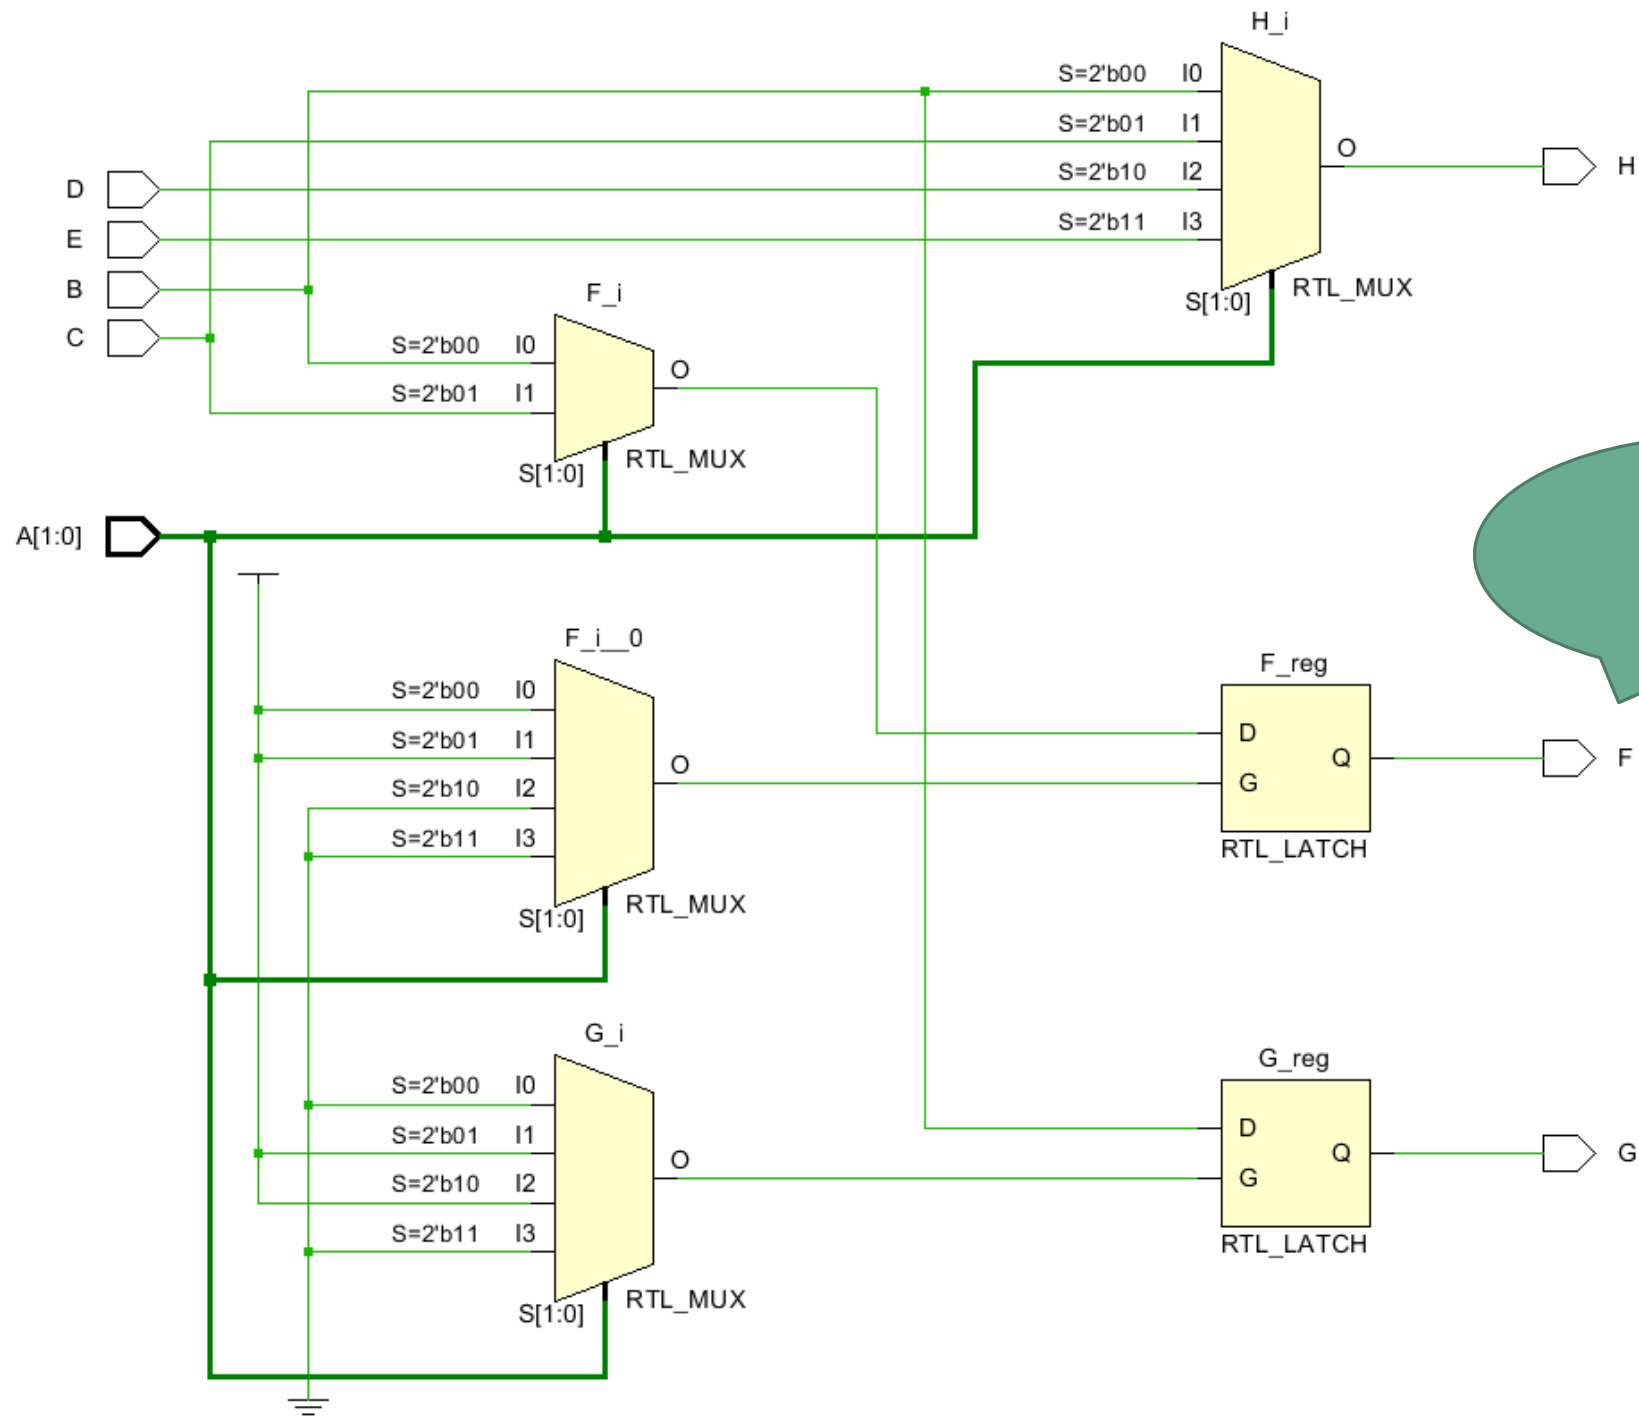 H_i
S=2'b00 I0
S=2'b01 I1
S=2'b10 I2
S=2'b11 I3
O
H
S[1:0]
RTL_MUX
D
E
B
C
F_i
S=2'b00 I0
S=2'b01 I1
O
S[1:0]
RTL_MUX
A[1:0]
F_i__0
S=2'b00 I0
S=2'b01 I1
S=2'b10 I2
S=2'b11 I3
O
S[1:0]
RTL_MUX
F_reg
D
G
Q
RTL_LATCH
F
G_i
S=2'b00 I0
S=2'b01 I1
S=2'b10 I2
S=2'b11 I3
O
S[1:0]
RTL_MUX
G_reg
D
G
Q
RTL_LATCH
G